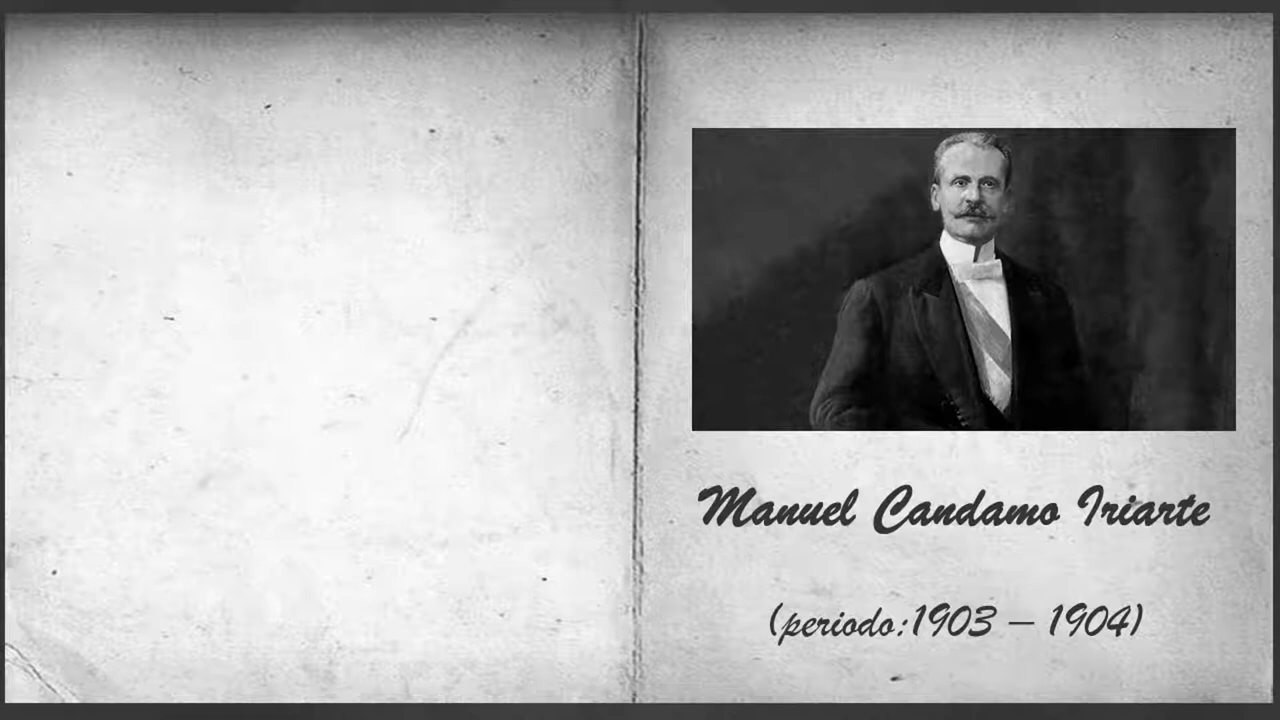 Manuel Candamo Iriarte
(periodo:1903 – 1904)